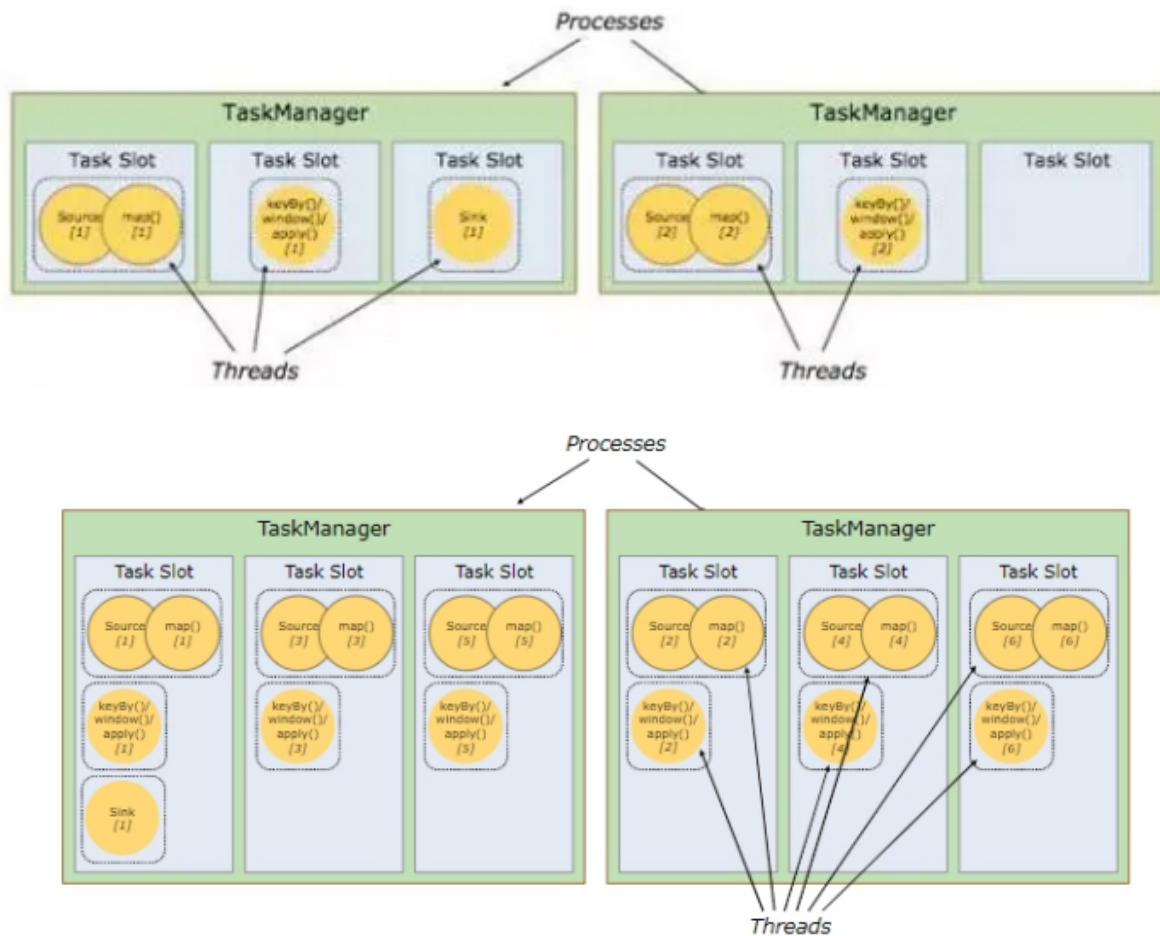 Processes
TaskManager
TaskManager
Task Slot
Task Slot
Task Slot
Task Slot
Task Slot
Task Slot
Source
[1]
map()
[1]
keyBy()/
window()/
apply()
[1]
Sink
[1]
Source
[2]
map()
[2]
keyBy()/
window()/
apply()
[2]
Threads
Threads
Processes
TaskManager
TaskManager
Task Slot
Task Slot
Task Slot
Task Slot
Task Slot
Task Slot
Source
[1]
map()
[1]
Source
[3]
map()
[3]
Source
[5]
map()
[5]
Source
[2]
map()
[2]
Source
[4]
map()
[4]
Source
[6]
map()
[6]
keyBy()/
window()/
apply()
[1]
keyBy()/
window()/
apply()
[3]
keyBy()/
window()/
apply()
[5]
keyBy()/
window()/
apply()
[2]
keyBy()/
window()/
apply()
[4]
keyBy()/
window()/
apply()
[6]
Sink
[1]
Threads